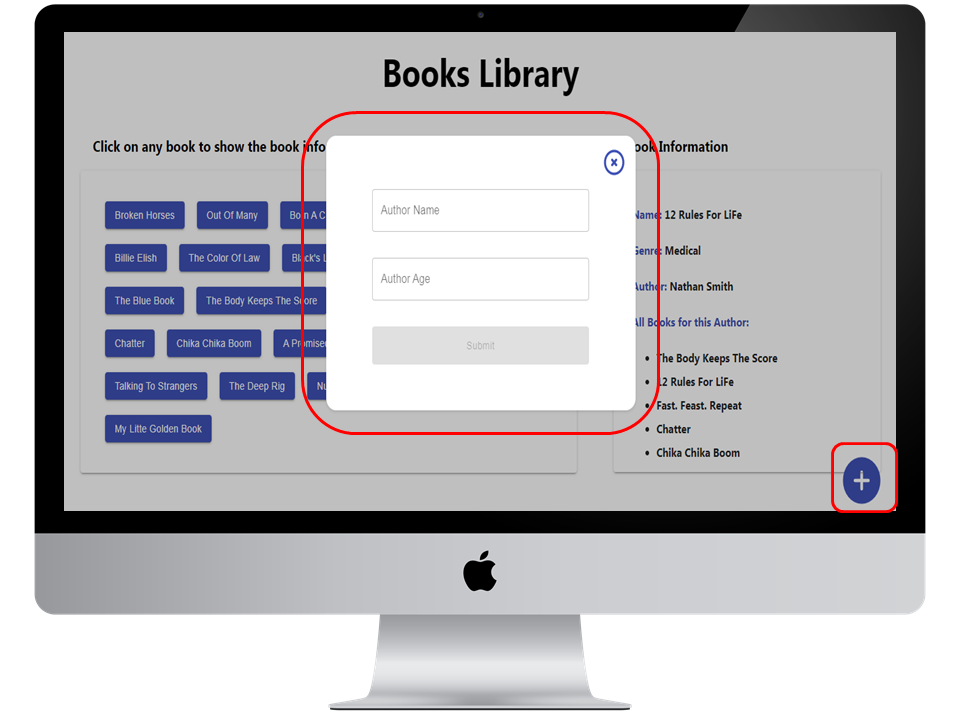 Books Library
Click on any book to show the book info
ook Information
Author Name
Author Age
Submit
Broken Horses
Out Of Many
Born A C
Billie Elish
The Color Of Law
Black's L
The Blue Book
The Body Keeps The Score
Chatter
Chika Chika Boom
A Promised
Talking To Strangers
The Deep Rig
Nu
My Litte Golden Book
Name: 12 Rules For LiFe
Genre: Medical
Author: Nathan Smith
All Books for this Author:
The Body Keeps The Score
12 Rules For LiFe
Fast. Feast. Repeat
Chatter
Chika Chika Boom